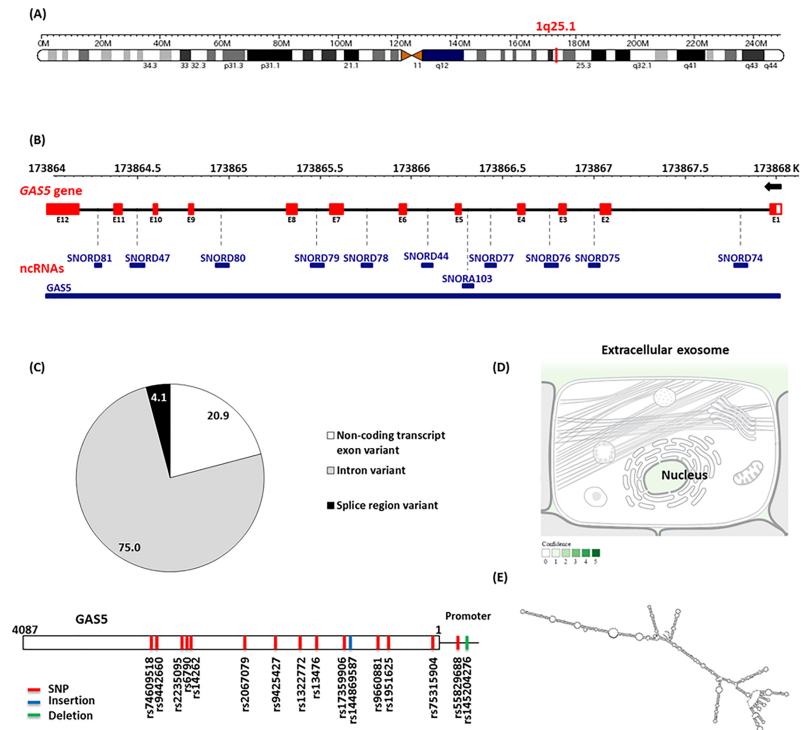 (A)
1q25.1
0M 20M 40M 60M 80M 100M 120M 140M 160M 180M 200M 220M 240M
34.3 33 32.3 p31.3 p31.1 21.1 11 q12 25.3 q32.1 q41 q43 q44
(B)
173864 173864.5 173865 173865.5 173866 173866.5 173867 173867.5 173868 K
GAS5 gene
E12 E11 E10 E9 E8 E7 E6 E5 E4 E3 E2 E1
ncRNAs
SNORD81 SNORD47 SNORD80 SNORD79 SNORD78 SNORD44 SNORD77 SNORD76 SNORD75 SNORD74
SNORA103
GAS5
(C)
4.1
20.9
75.0
Non-coding transcript
exon variant
Intron variant
Splice region variant
(D)
Extracellular exosome
Nucleus
Confidence
0 1 2 3 4 5
(E)
GAS5
4087
1
Promoter
rs74609518
rs9442660
rs2235095
rs6790
rs14262
rs2067079
rs9425427
rs1322772
rs13476
rs17359906
rs144869587
rs9660881
rs1951625
rs75315904
rs55829688
rs145204276
SNP
Insertion
Deletion